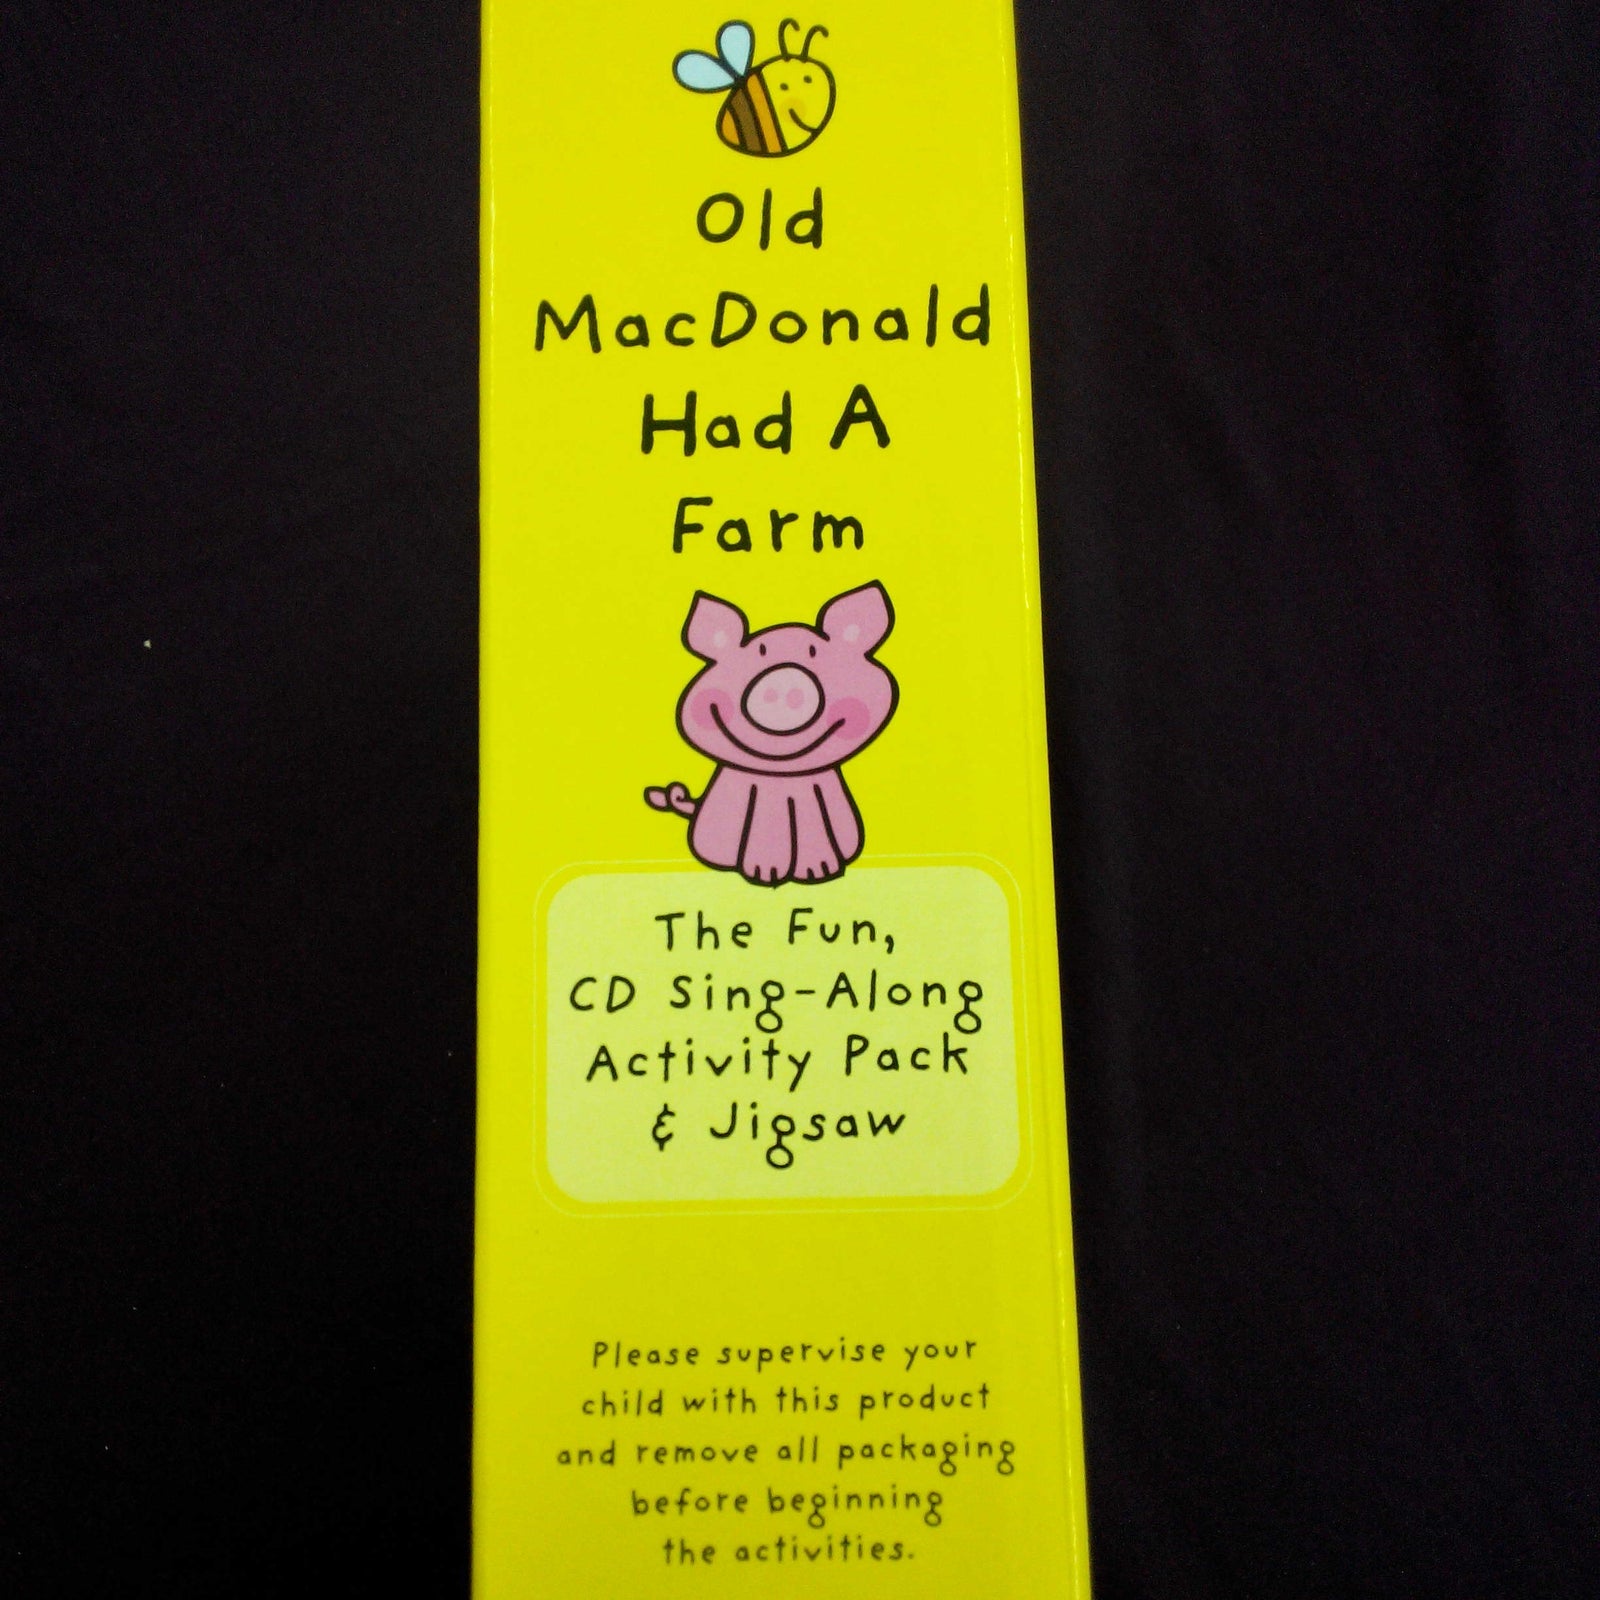 Old
MacDonald
Had A
Farm
The Fun,
CD Sing-Along
Activity Pack
& Jigsaw
Please supervise your
child with this product
and remove all packaging
before beginning
the activities.